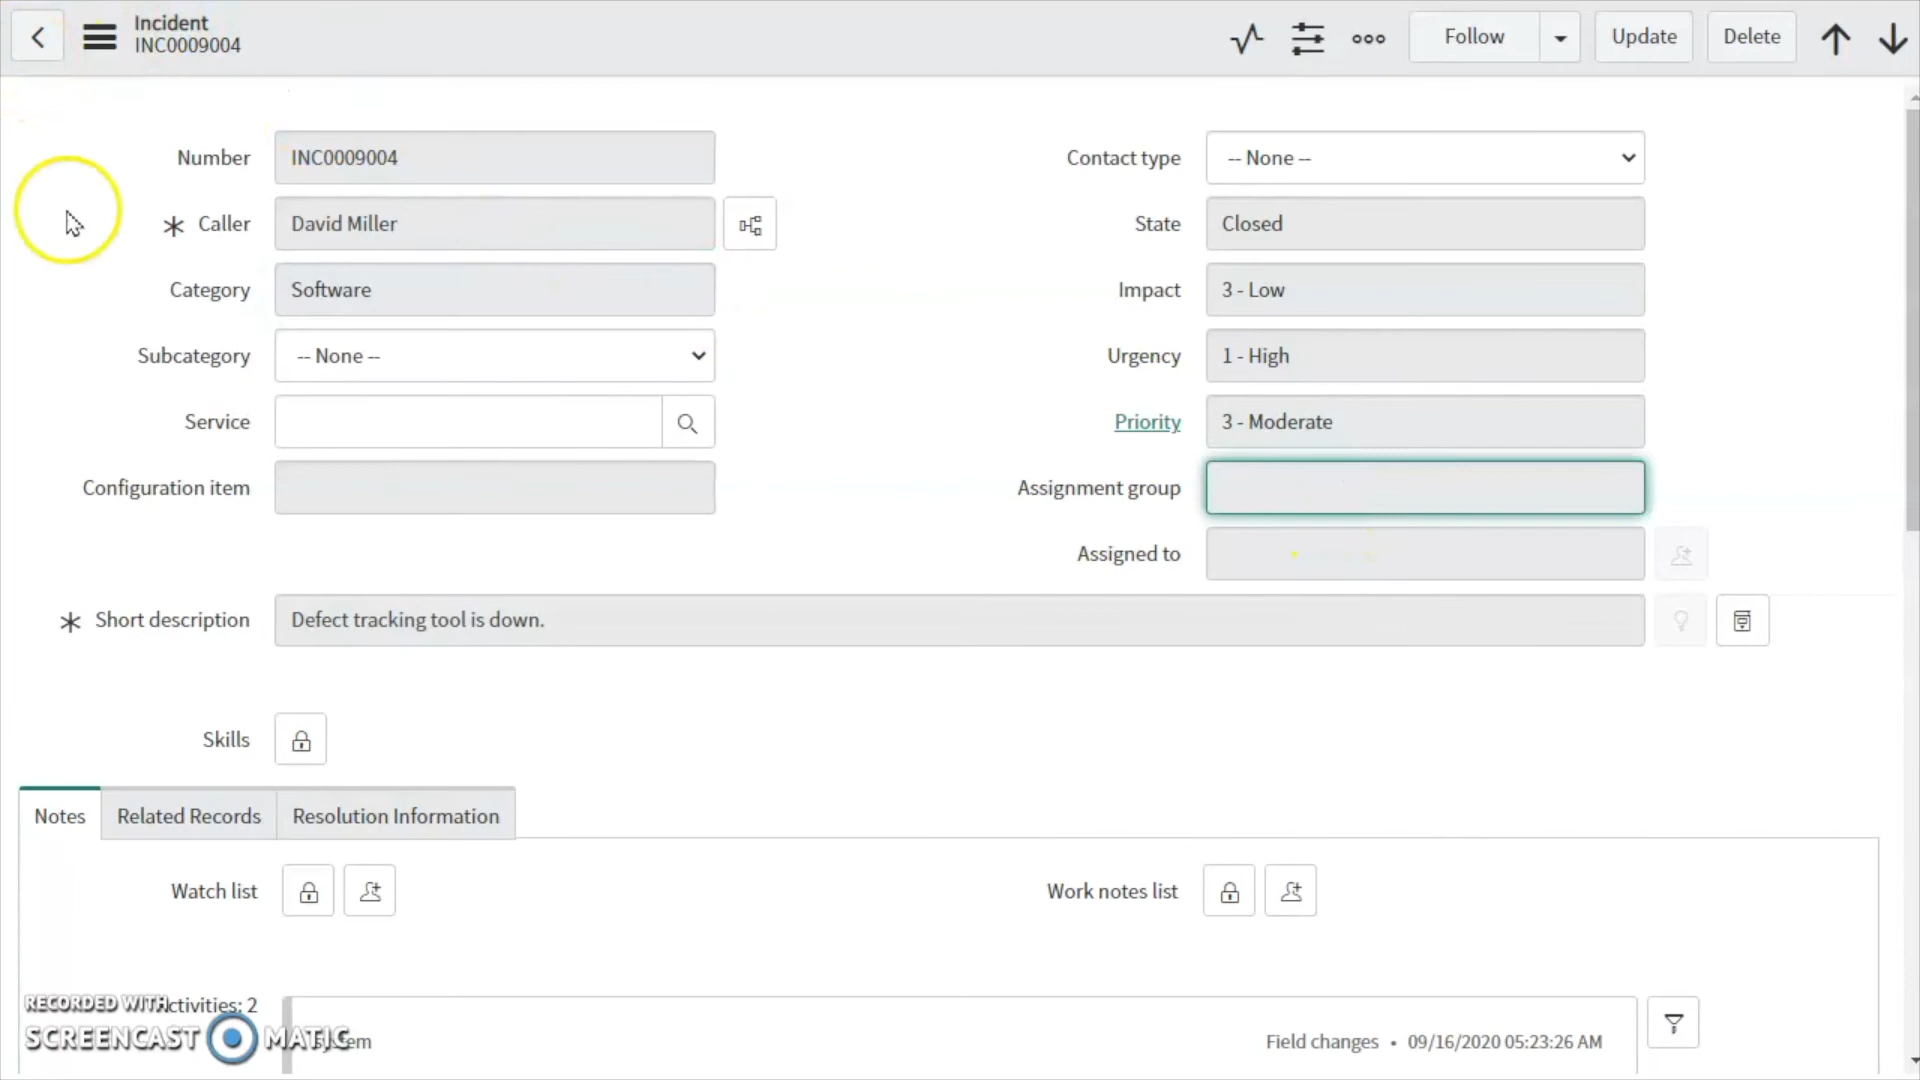 Incident
INC0009004
Follow
Update
Delete
Number
INC0009004
Contact type
-- None --
* Caller
David Miller
State
Closed
Category
Software
Impact
3 - Low
Subcategory
-- None --
Urgency
1 - High
Service
Priority
3 - Moderate
Configuration item
Assignment group
Assigned to
* Short description
Defect tracking tool is down.
Skills
Notes
Related Records
Resolution Information
Watch list
Work notes list
RECORDED WITH
ctivities: 2
SCREENCAST MATIC
Field changes • 09/16/2020 05:23:26 AM